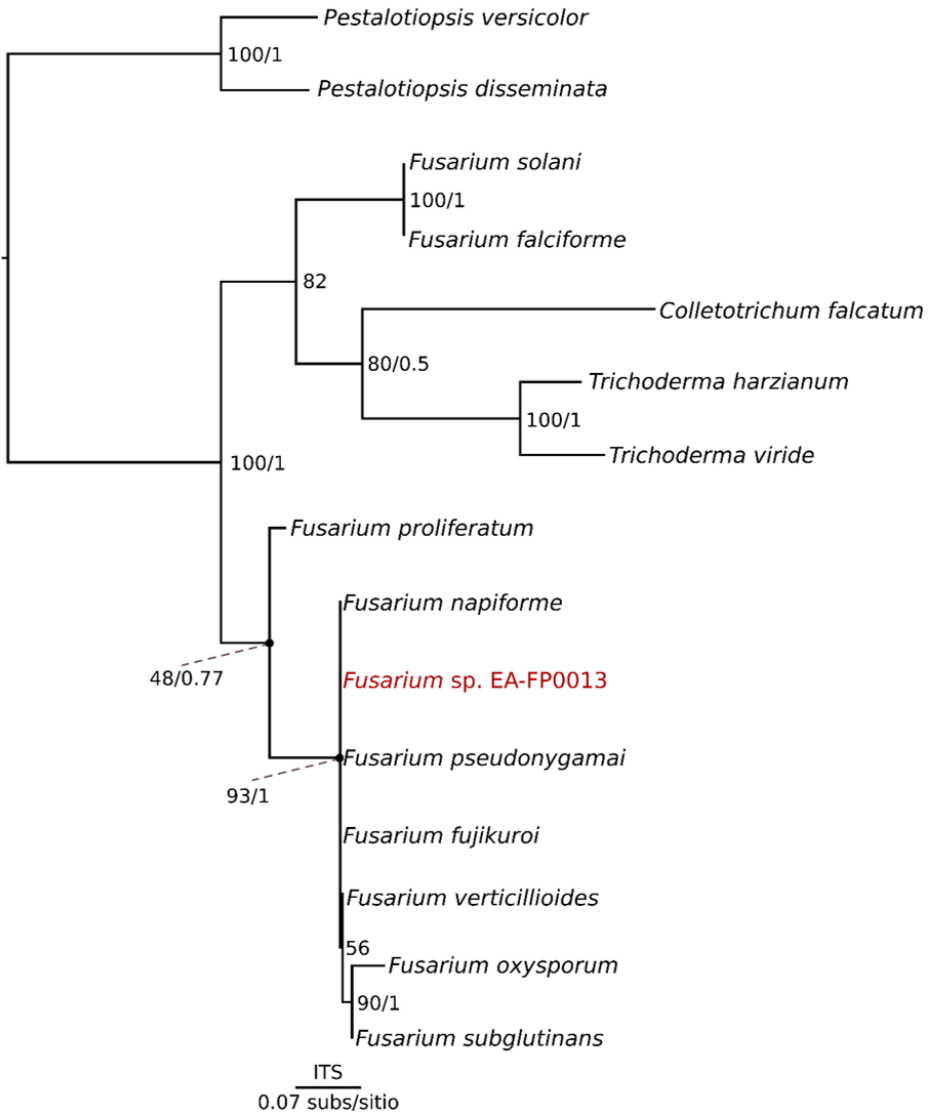 Pestalotiopsis versicolor
100/1
Pestalotiopsis disseminata
Fusarium solani
100/1
Fusarium falciforme
82
Colletotrichum falcatum
80/0.5
Trichoderma harzianum
100/1
Trichoderma viride
100/1
Fusarium proliferatum
Fusarium napiforme
48/0.77
Fusarium sp. EA-FP0013
Fusarium pseudonygamai
93/1
Fusarium fujikuroi
Fusarium verticillioides
56
Fusarium oxysporum
90/1
Fusarium subglutinans
ITS
0.07 subs/sitio